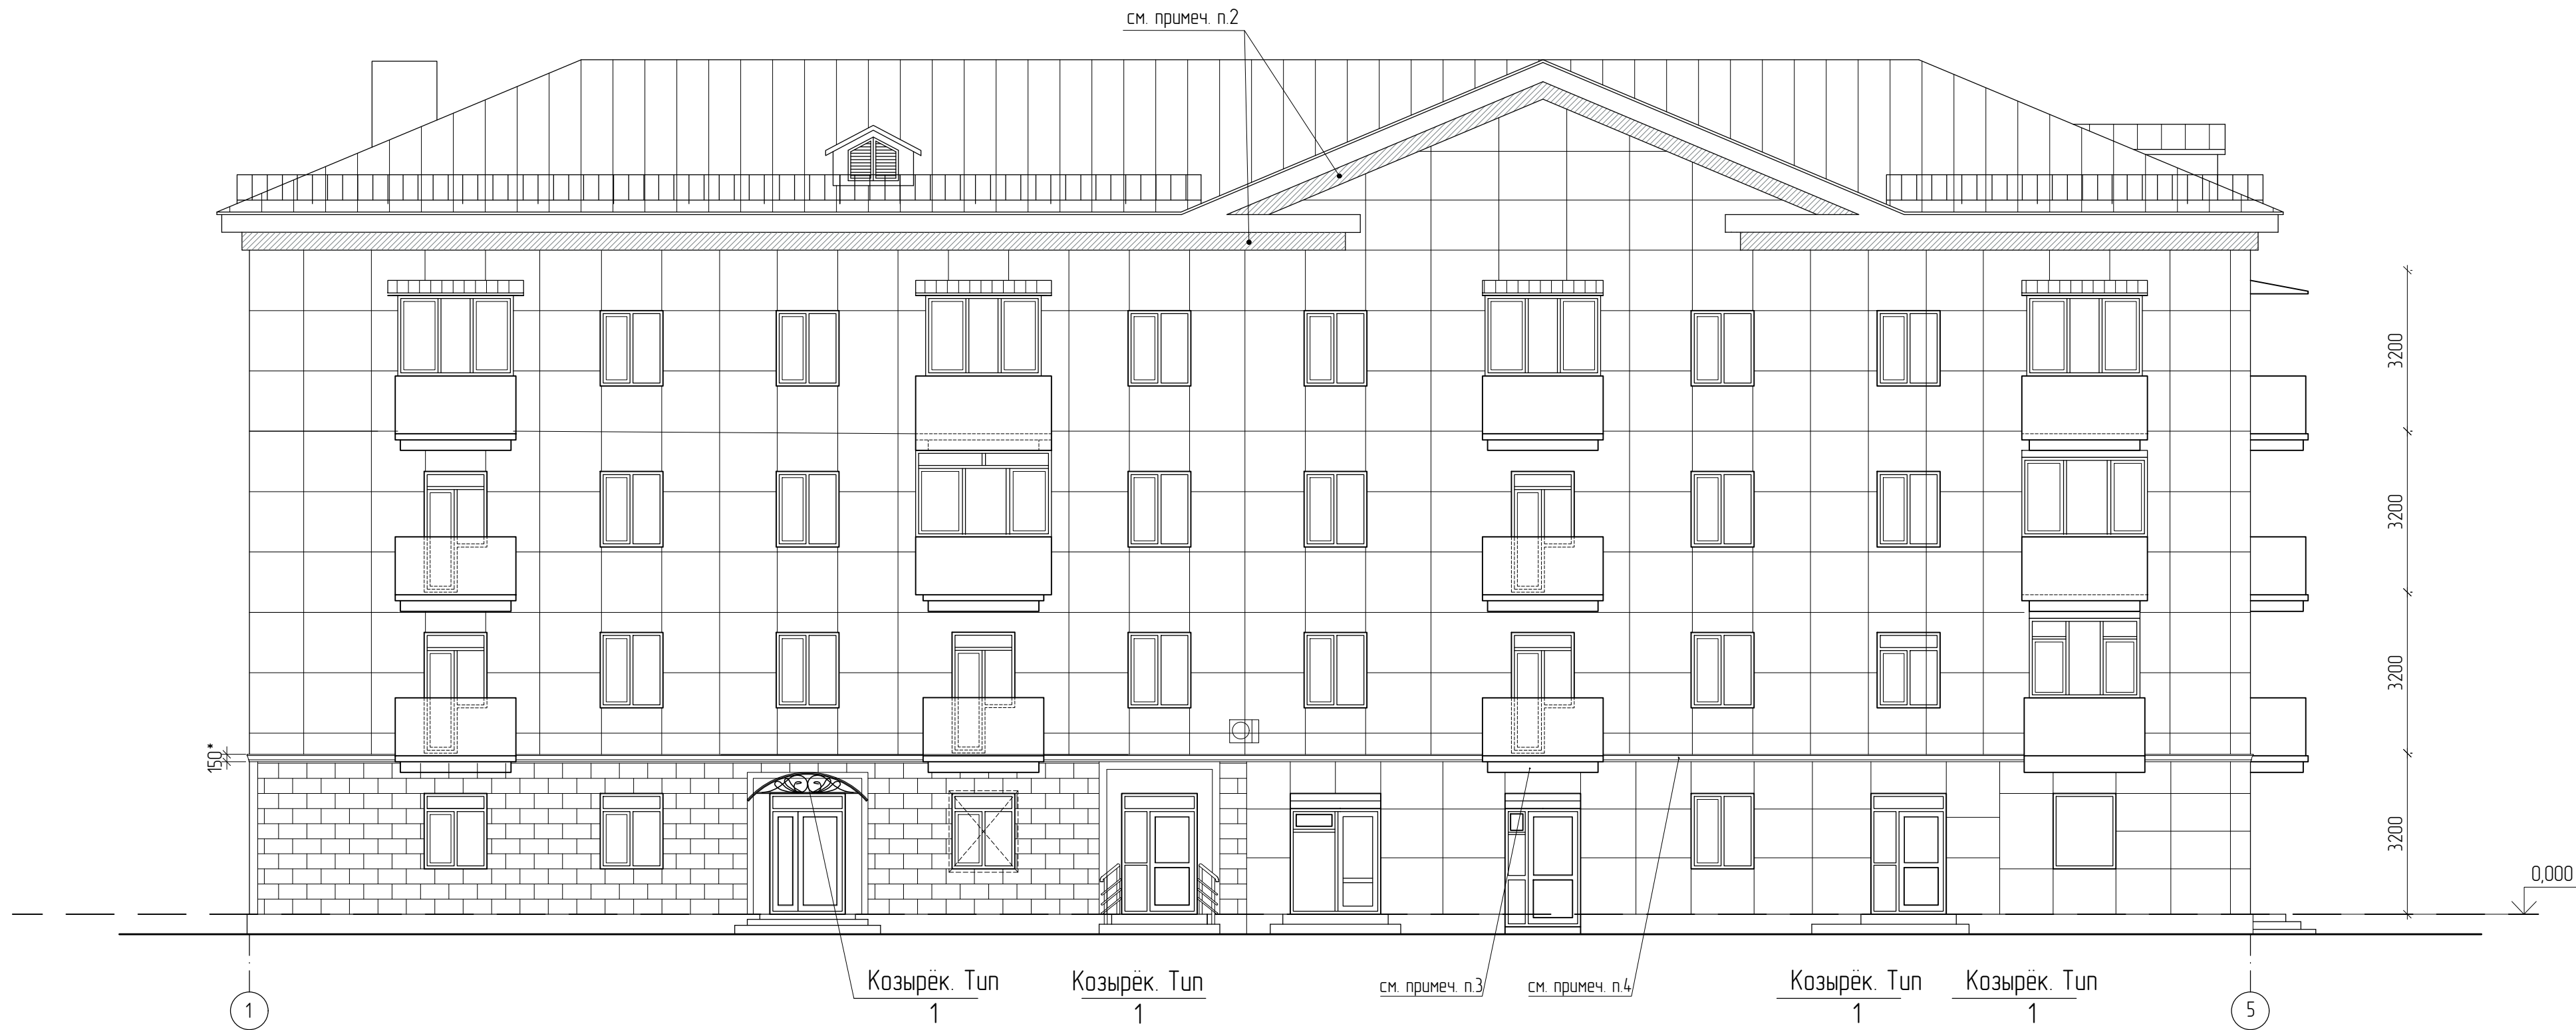 см. примеч. п.2
3200
3200
3200
150*
3200
0,000
Козырёк. Тип
1
Козырёк. Тип
1
см. примеч. п.3
см. примеч. п.4
Козырёк. Тип
1
Козырёк. Тип
1
1
5